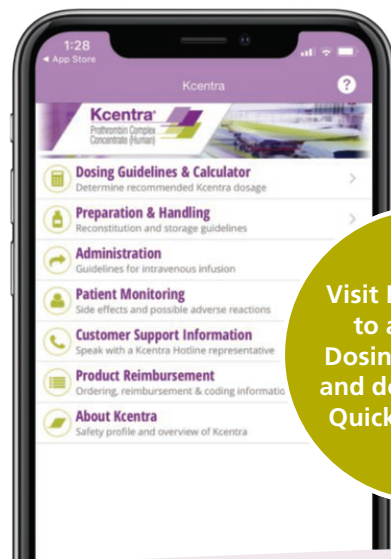 1:28
App Store
Kcentra
?
Kcentra®
Prothrombin Complex
Concentrate (Human)
Dosing Guidelines & Calculator
Determine recommended Kcentra dosage
Preparation & Handling
Reconstitution and storage guidelines
Administration
Guidelines for intravenous infusion
Patient Monitoring
Side effects and possible adverse reactions
Customer Support Information
Speak with a Kcentra Hotline representative
Product Reimbursement
Ordering, reimbursement & coding
About Kcentra
Safety profile and overview of Kcentra
Visit
to
Dosin
and
Quick